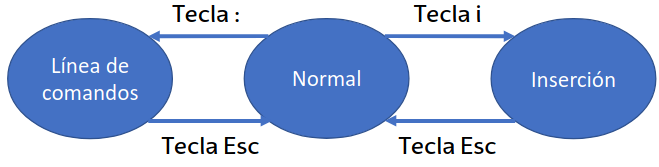 Tecla :
Tecla i
Línea de
comandos
Normal
Inserción
Tecla Esc
Tecla Esc